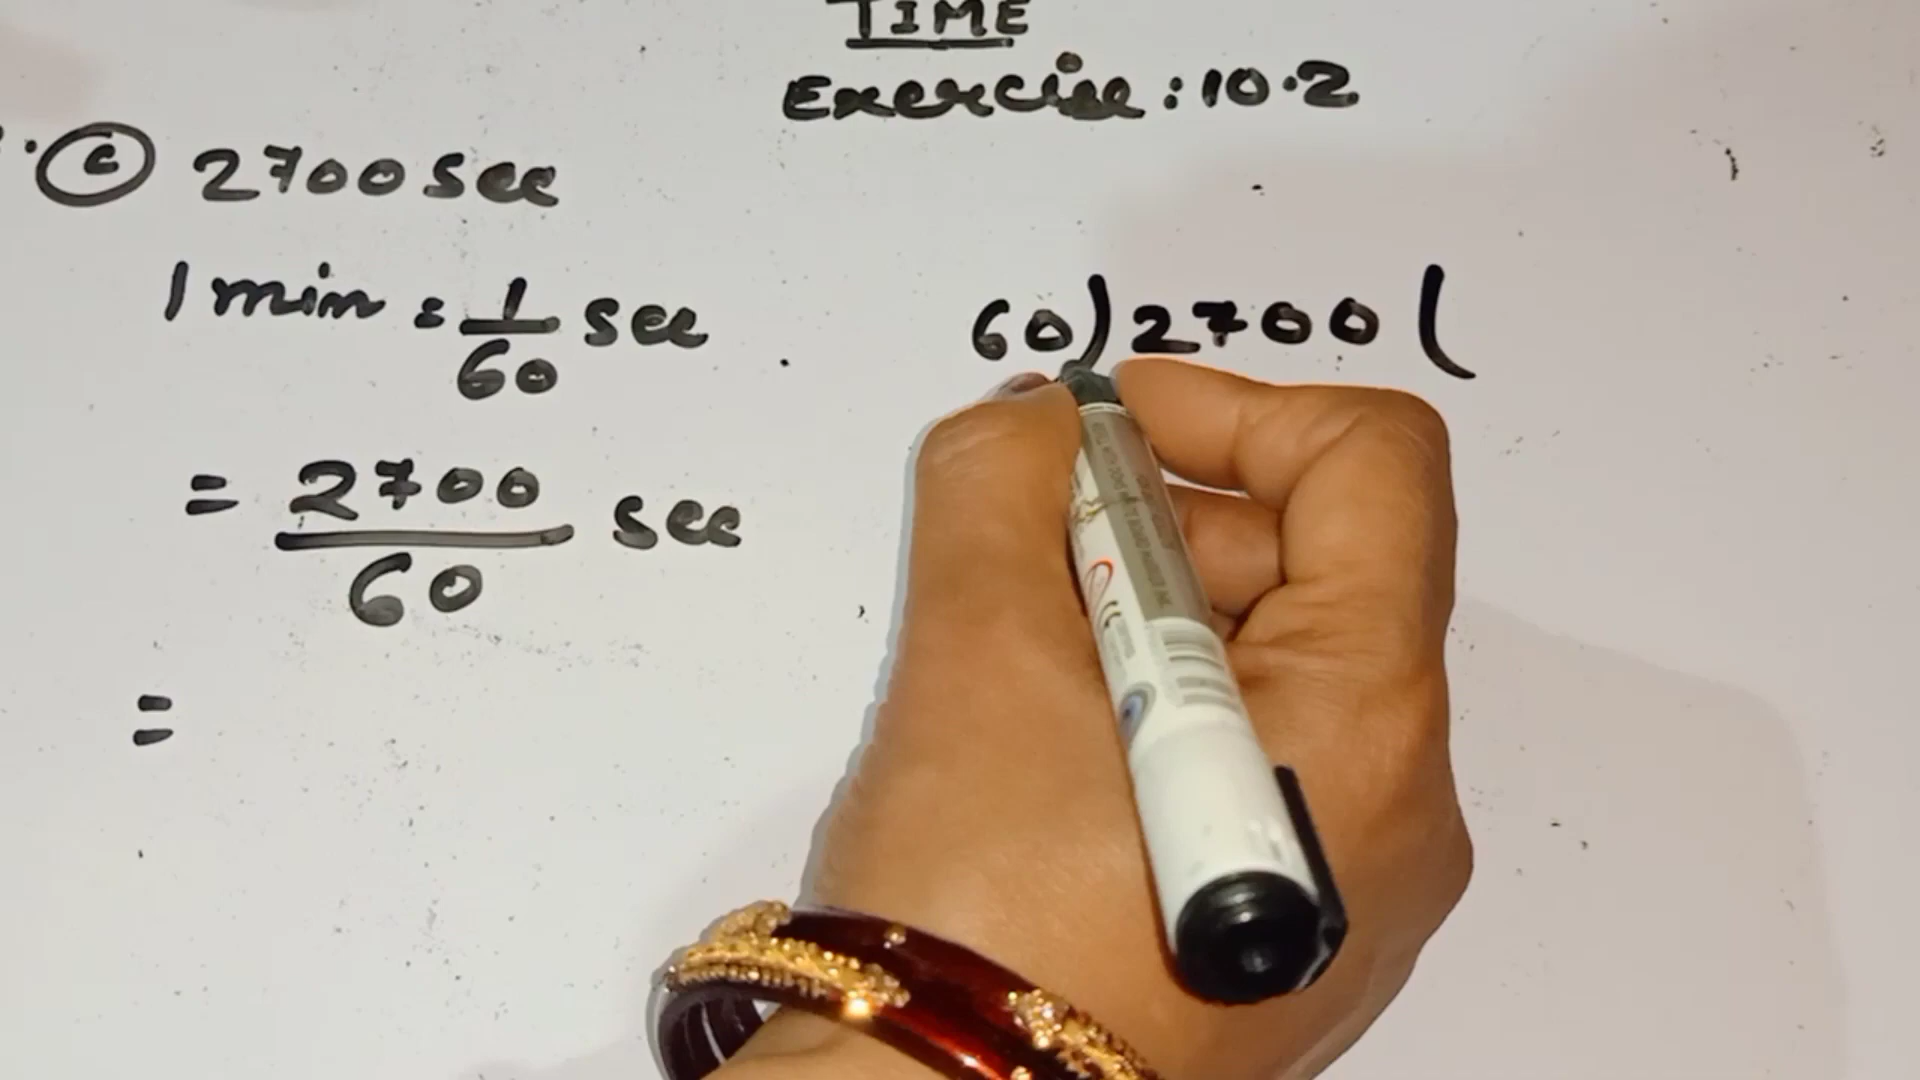 TIME
Exercise : 10.2
c 2700 sec
1 min = 1/60 sec
= 2700/60 sec
=
60) 2700 (